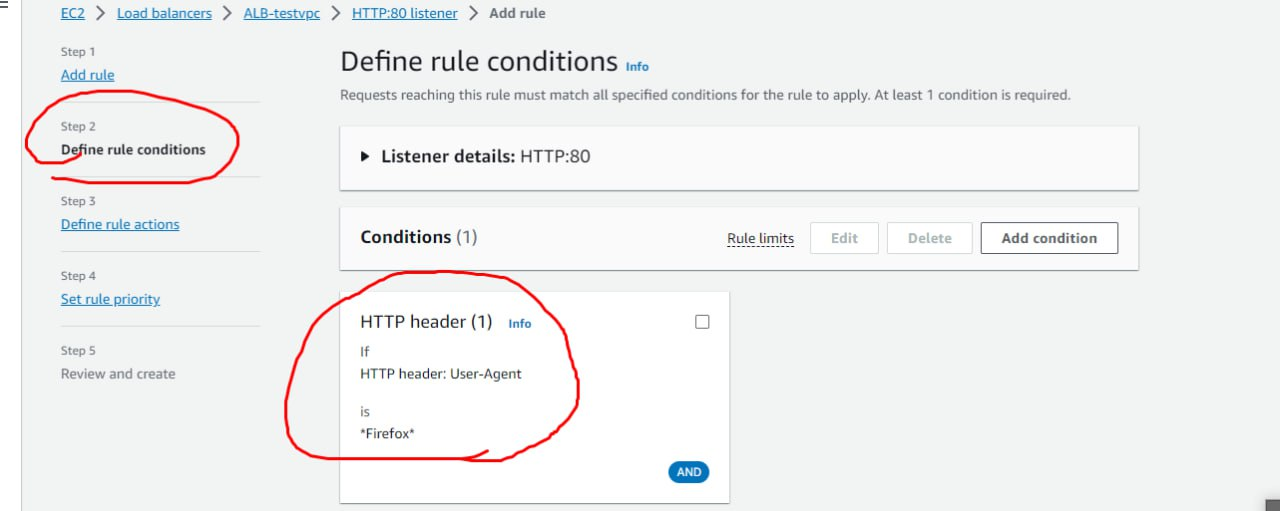 EC2 > Load balancers > ALB-testvpc > HTTP:80 listener > Add rule
Step 1
Add rule
Step 2
Define rule conditions
Step 3
Define rule actions
Step 4
Set rule priority
Step 5
Review and create
Define rule conditions Info
Requests reaching this rule must match all specified conditions for the rule to apply. At least 1 condition is required.
Listener details: HTTP:80
Conditions (1) Rule limits Edit Delete Add condition
HTTP header (1) Info
If
HTTP header: User-Agent
is
*Firefox*
AND